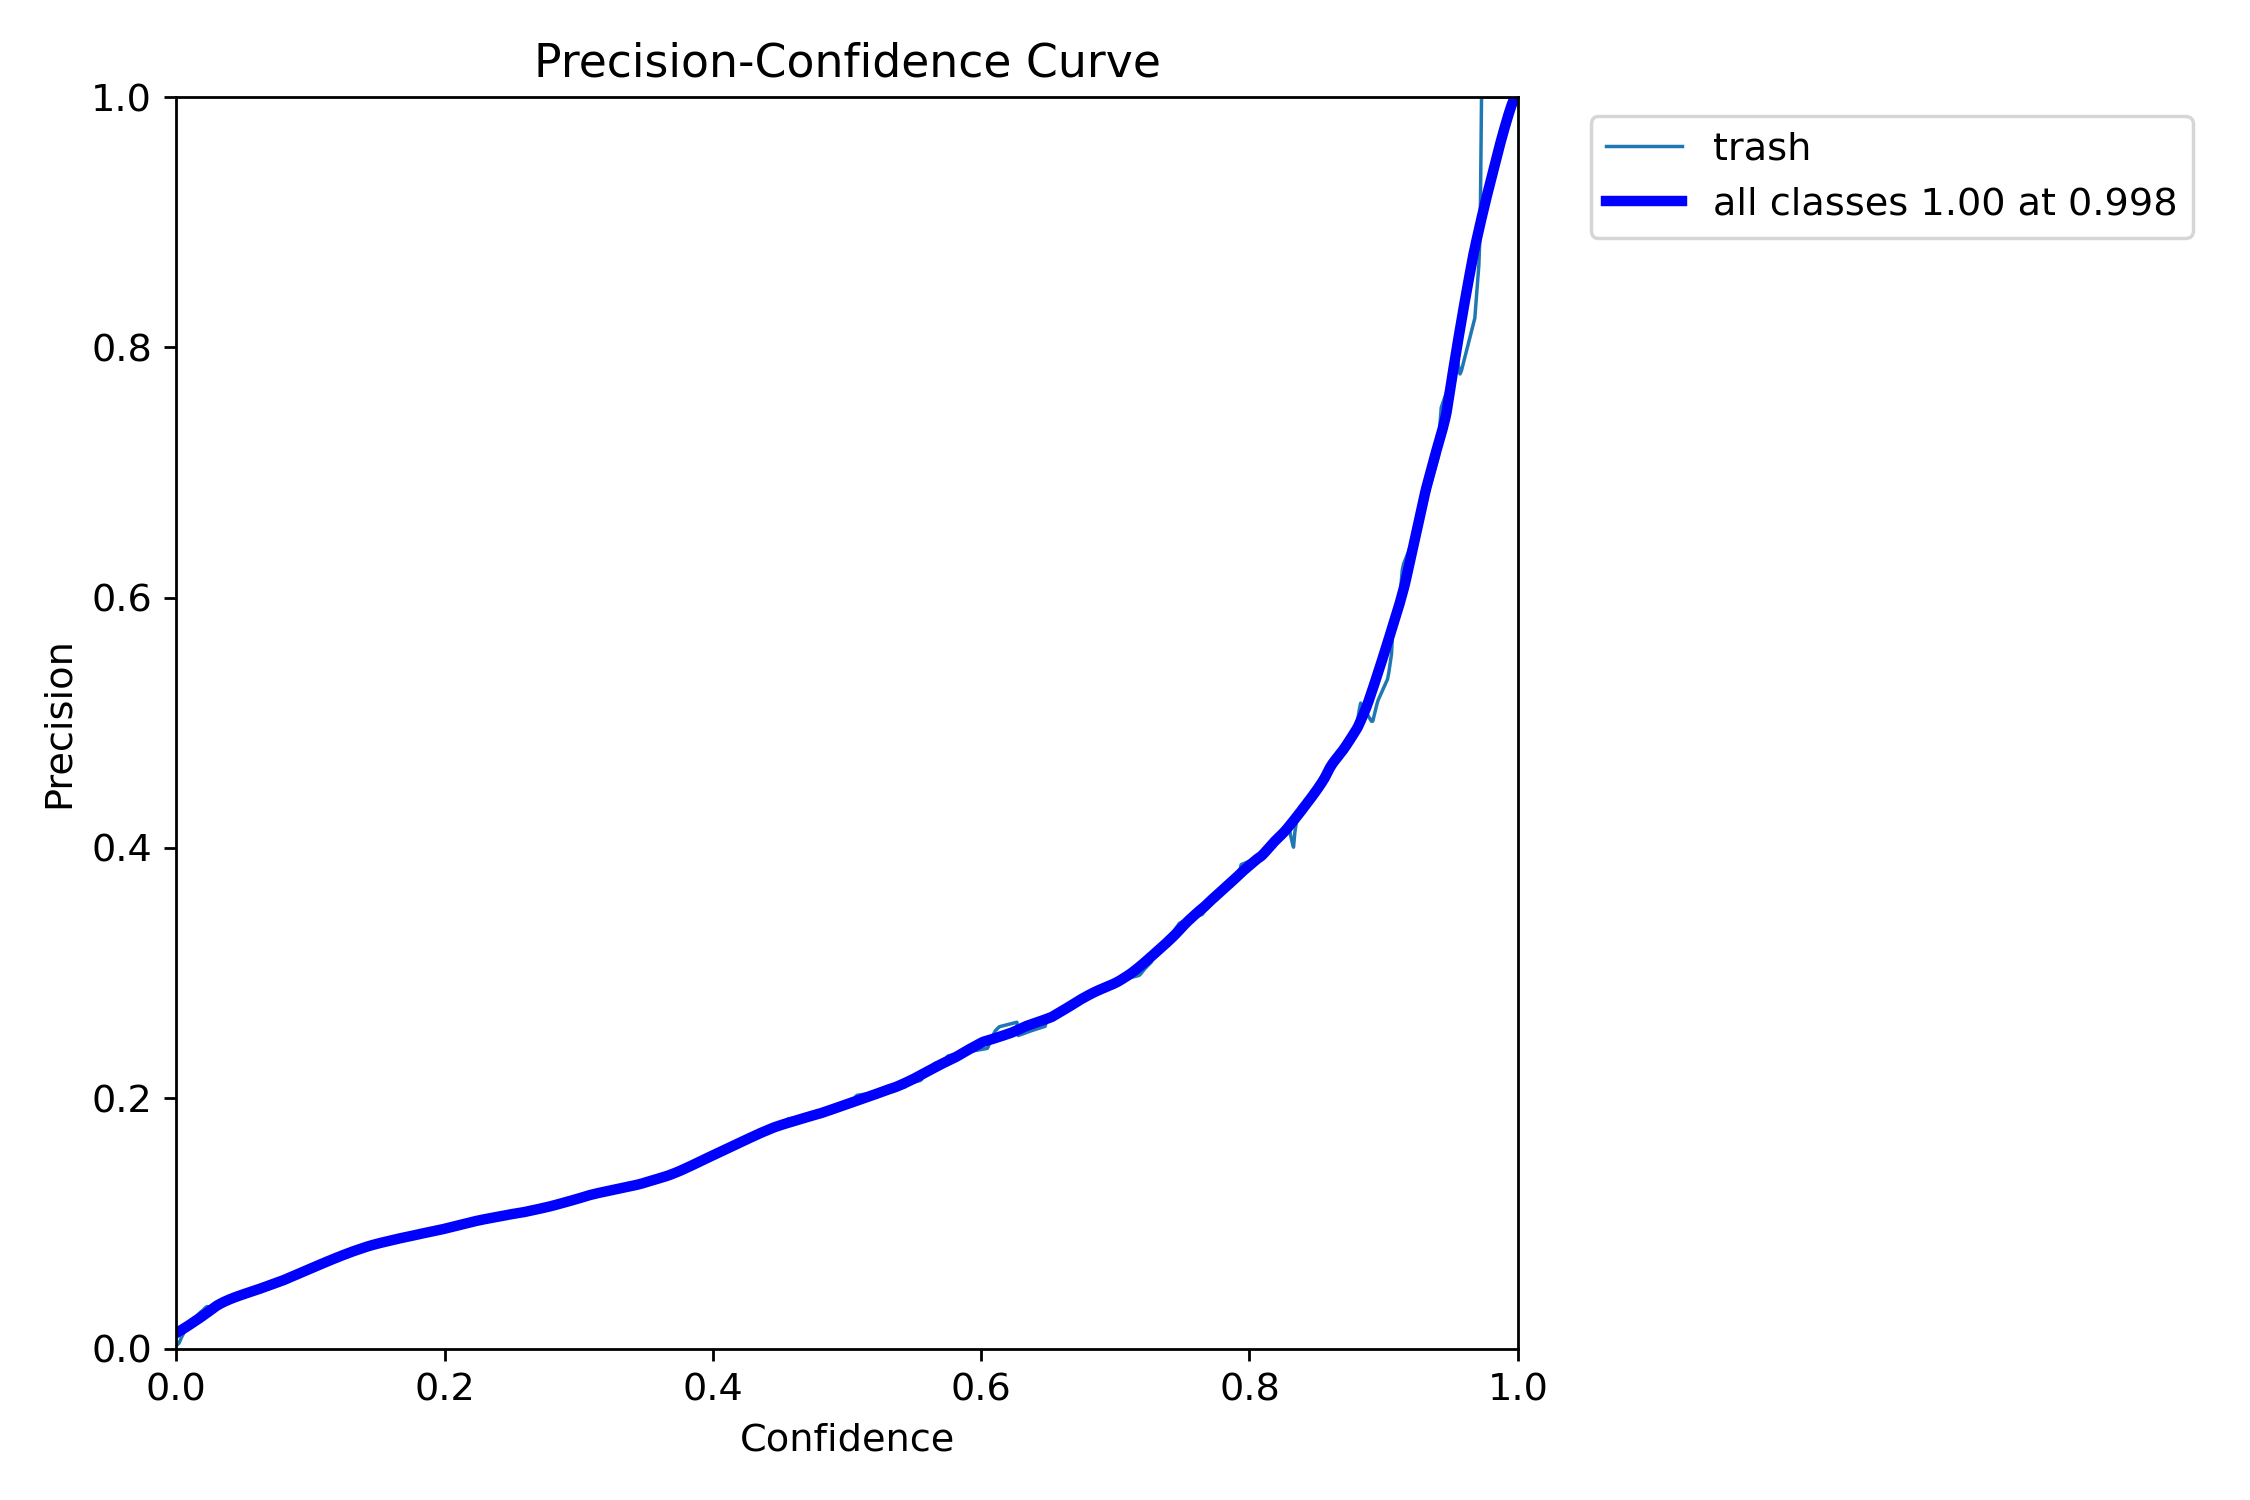 Precision-Confidence Curve
1.0
0.8
0.6
0.4
0.2
0.0
Precision
0.0 0.2 0.4 0.6 0.8 1.0
Confidence
trash
all classes 1.00 at 0.998